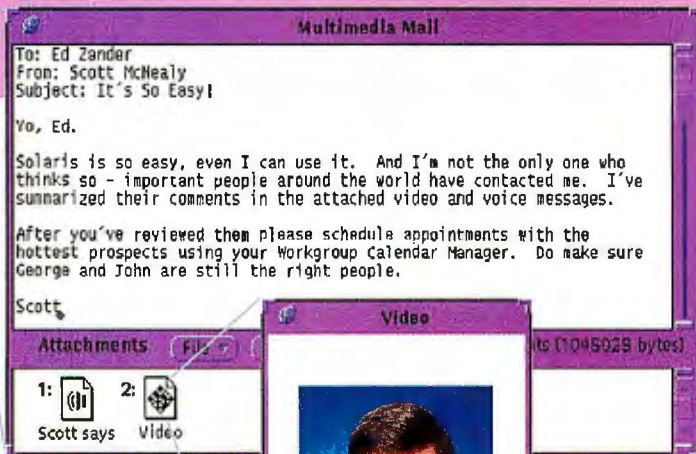 Multimedia Mail
To: Ed Zander
From: Scott McNealy
Subject: It's So Easy!
Yo, Ed.
Solaris is so easy, even I can use it. And I'm not the only one who
thinks so - important people around the world have contacted me. I've
summarized their comments in the attached video and voice messages.
After you've reviewed them please schedule appointments with the
hottest prospects using your Workgroup Calendar Manager. Do make sure
George and John are still the right people.
Scott
Video
Attachments File (1045925 bytes)
1: 2:
Scott says Video